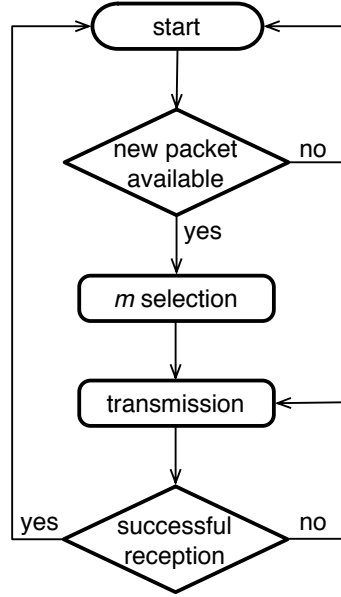 start
new packet
available
no
yes
m selection
transmission
yes
successful
reception
no